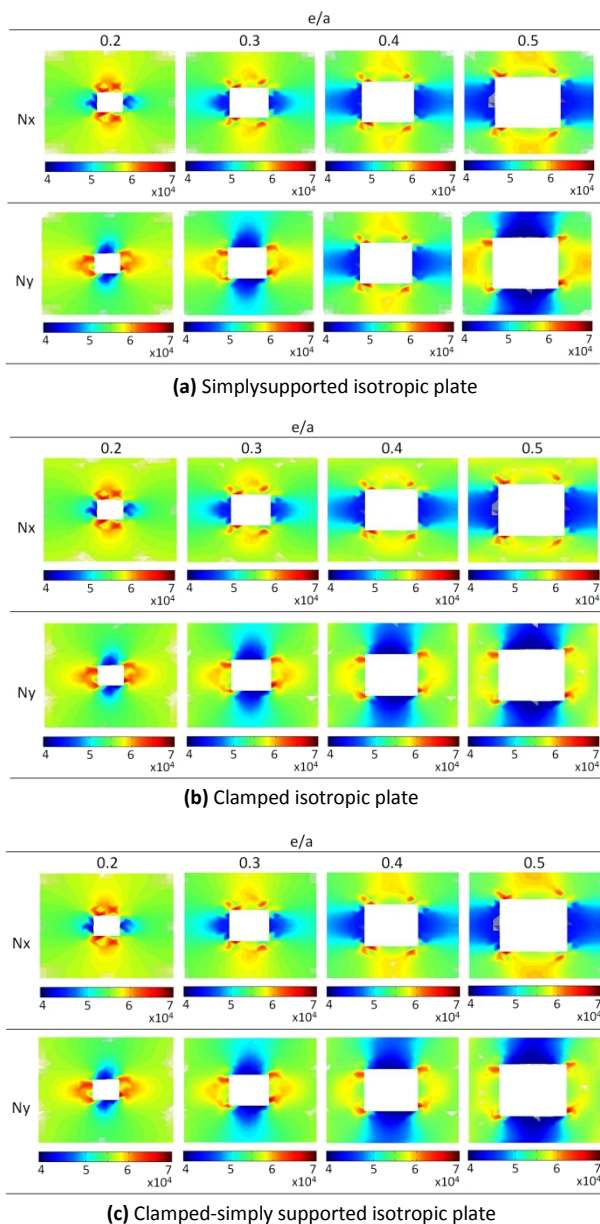 e/a
0.2 0.3 0.4 0.5
Nx
4 5 6 7 4 5 6 7 4 5 6 7 4 5 6 7
x10⁴ x10⁴ x10⁴ x10⁴
Ny
4 5 6 7 4 5 6 7 4 5 6 7 4 5 6 7
x10⁴ x10⁴ x10⁴ x10⁴
(a) Simplysupported isotropic plate
e/a
0.2 0.3 0.4 0.5
Nx
4 5 6 7 4 5 6 7 4 5 6 7 4 5 6 7
x10⁴ x10⁴ x10⁴ x10⁴
Ny
4 5 6 7 4 5 6 7 4 5 6 7 4 5 6 7
x10⁴ x10⁴ x10⁴ x10⁴
(b) Clamped isotropic plate
e/a
0.2 0.3 0.4 0.5
Nx
4 5 6 7 4 5 6 7 4 5 6 7 4 5 6 7
x10⁴ x10⁴ x10⁴ x10⁴
Ny
4 5 6 7 4 5 6 7 4 5 6 7 4 5 6 7
x10⁴ x10⁴ x10⁴ x10⁴
(c) Clamped-simply supported isotropic plate